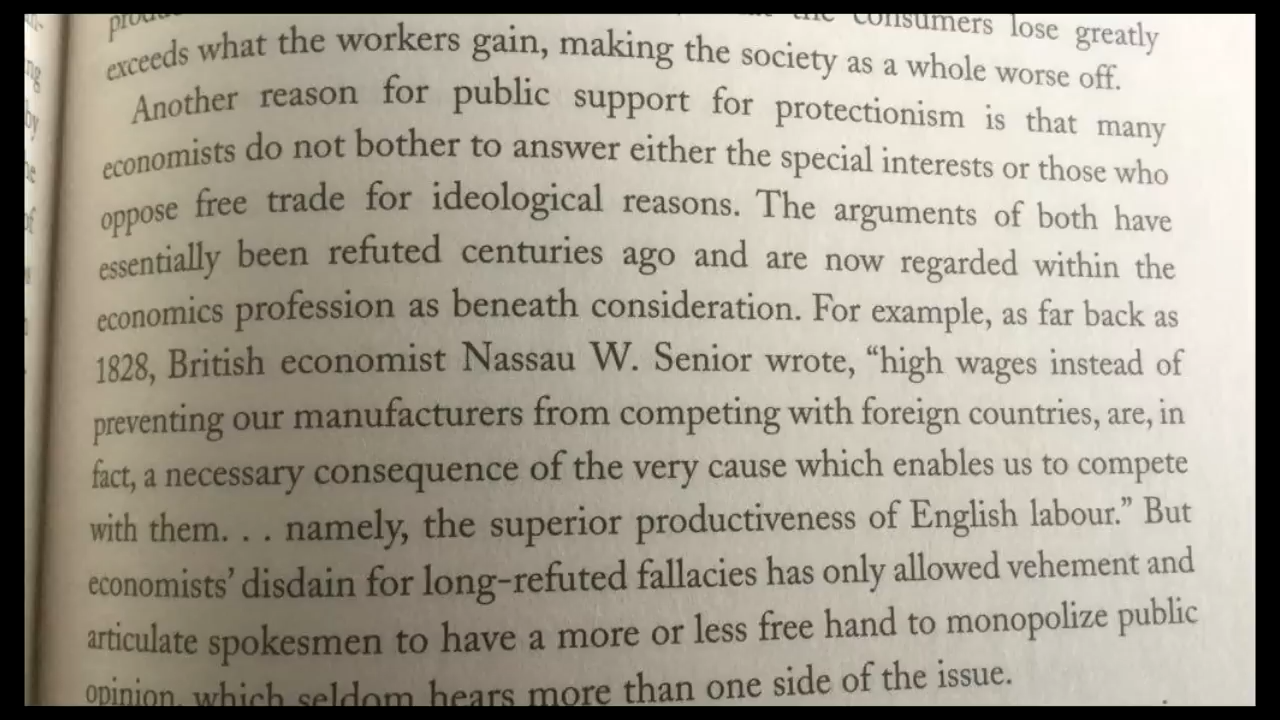 the consumers lose greatly
exceeds what the workers gain, making the society as a whole worse off.
Another reason for public support for protectionism is that many
economists do not bother to answer either the special interests or those who
oppose free trade for ideological reasons. The arguments of both have
essentially been refuted centuries ago and are now regarded within the
economics profession as beneath consideration. For example, as far back as
1828, British economist Nassau W. Senior wrote, “high wages instead of
preventing our manufacturers from competing with foreign countries, are, in
fact, a necessary consequence of the very cause which enables us to compete
with them. . . namely, the superior productiveness of English labour.” But
economists’ disdain for long-refuted fallacies has only allowed vehement and
articulate spokesmen to have a more or less free hand to monopolize public
opinion, which seldom hears more than one side of the issue.